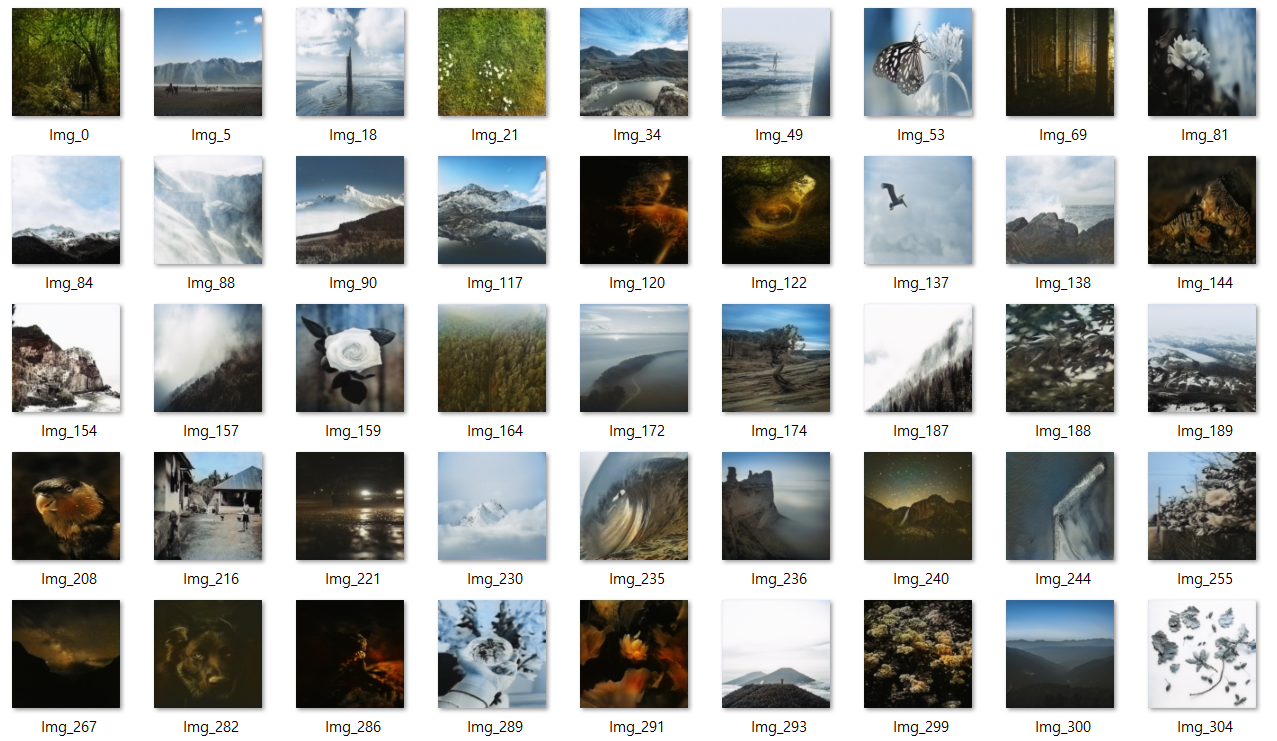 Img_0 Img_5 Img_18 Img_21 Img_34 Img_49 Img_53 Img_69 Img_81
Img_84 Img_88 Img_90 Img_117 Img_120 Img_122 Img_137 Img_138 Img_144
Img_154 Img_157 Img_159 Img_164 Img_172 Img_174 Img_187 Img_188 Img_189
Img_208 Img_216 Img_221 Img_230 Img_235 Img_236 Img_240 Img_244 Img_255
Img_267 Img_282 Img_286 Img_289 Img_291 Img_293 Img_299 Img_300 Img_304